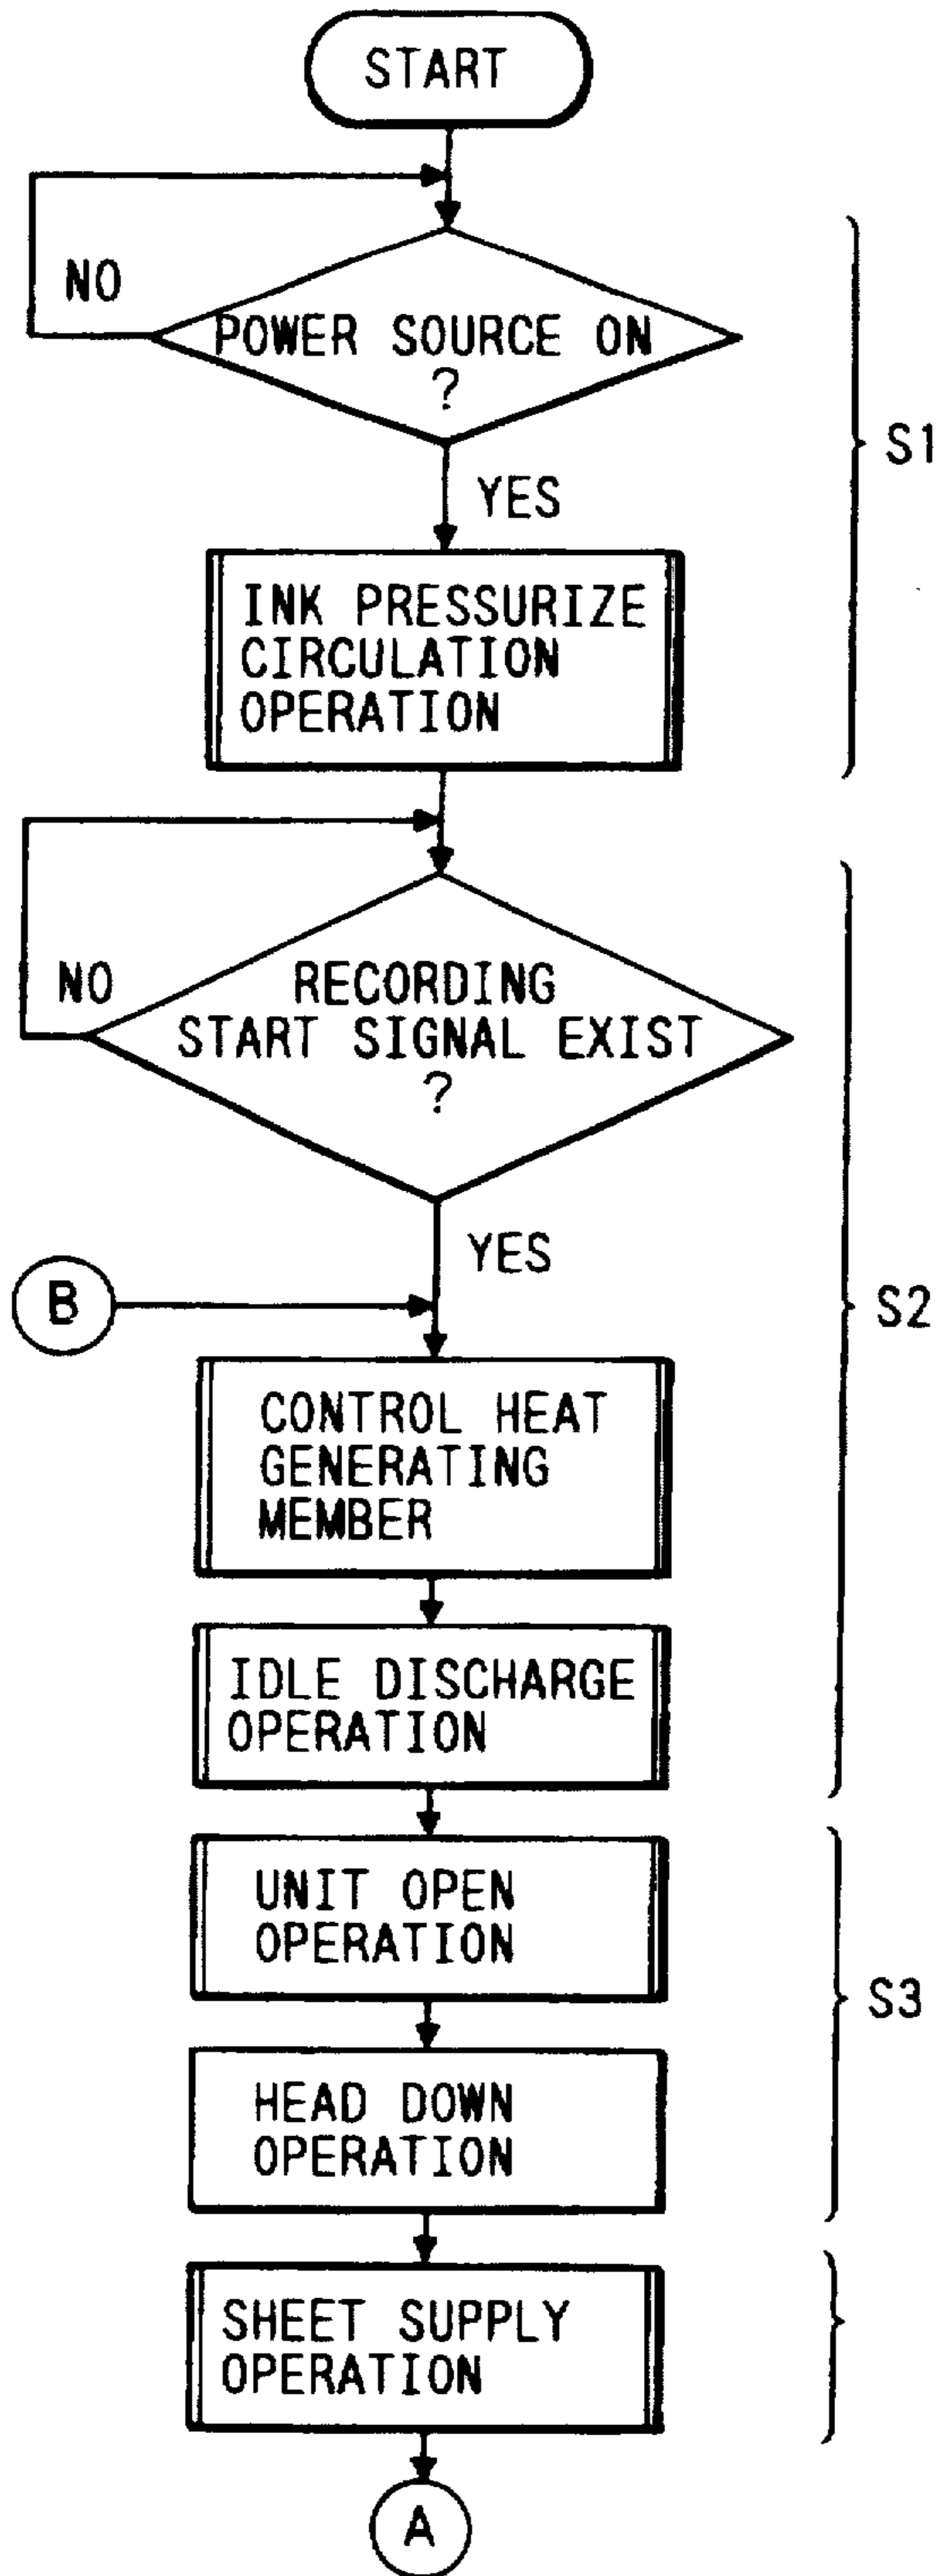 START
NO
POWER SOURCE ON
?
S1
YES
INK PRESSURIZE
CIRCULATION
OPERATION
NO
RECORDING
START SIGNAL EXIST
?
YES
B
S2
CONTROL HEAT
GENERATING
MEMBER
IDLE DISCHARGE
OPERATION
UNIT OPEN
OPERATION
S3
HEAD DOWN
OPERATION
SHEET SUPPLY
OPERATION
A